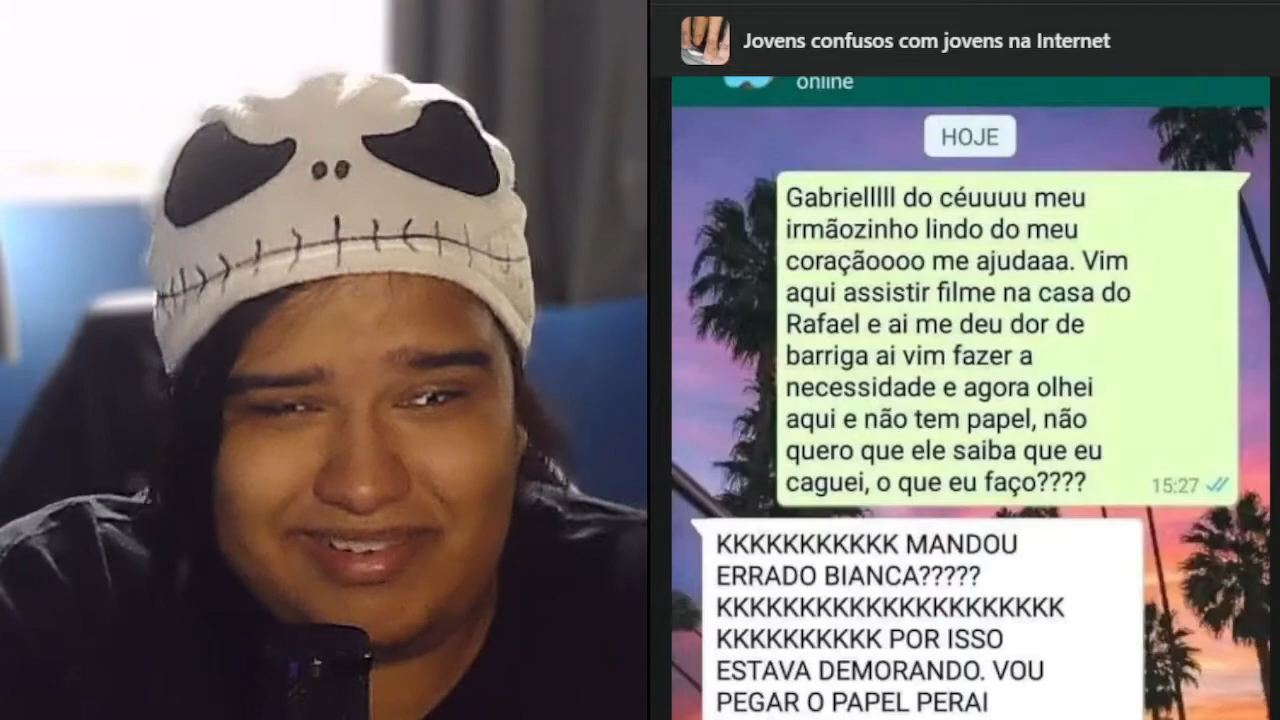 Jovens confusos com jovens na Internet
online
HOJE
Gabrielllll do céuuuu meu
irmãozinho lindo do meu
coraçãoooo me ajudaaa. Vim
aqui assistir filme na casa do
Rafael e ai me deu dor de
barriga ai vim fazer a
necessidade e agora olhei
aqui e não tem papel, não
quero que ele saiba que eu
caguei, o que eu faço????
15:27
KKKKKKKKKKK MANDOU
ERRADO BIANCA?????
KKKKKKKKKKKKKKKKKKKKK
KKKKKKKKKK POR ISSO
ESTAVA DEMORANDO. VOU
PEGAR O PAPEL PERAI